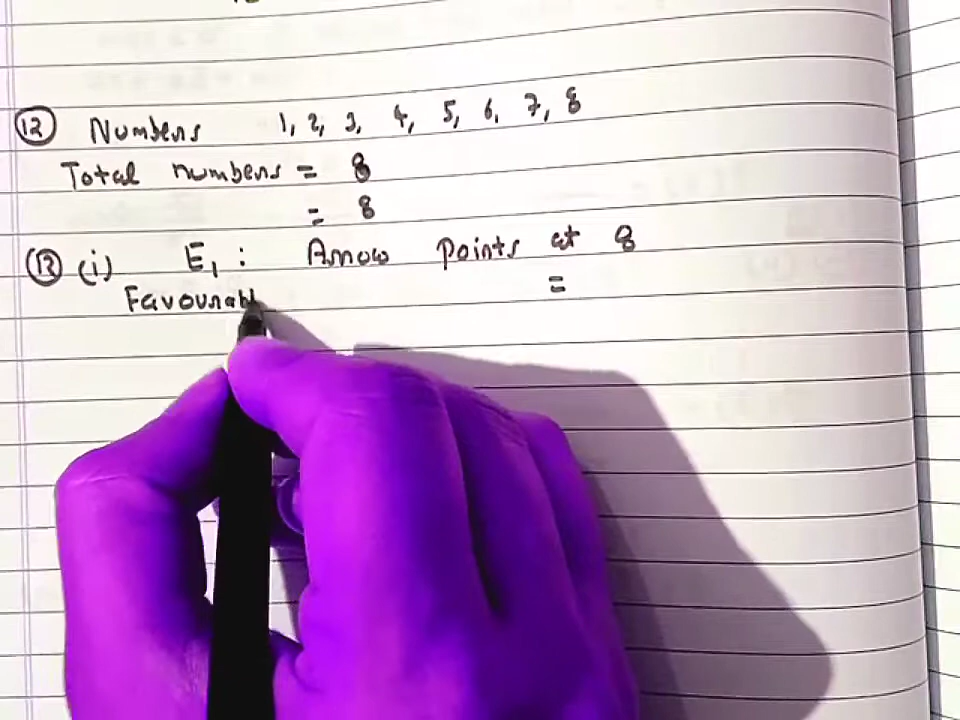 12 Numbers 1, 2, 3, 4, 5, 6, 7, 8
Total numbers = 8
= 8
12 (i) E1 : Arrow points at 8
Favourabl =